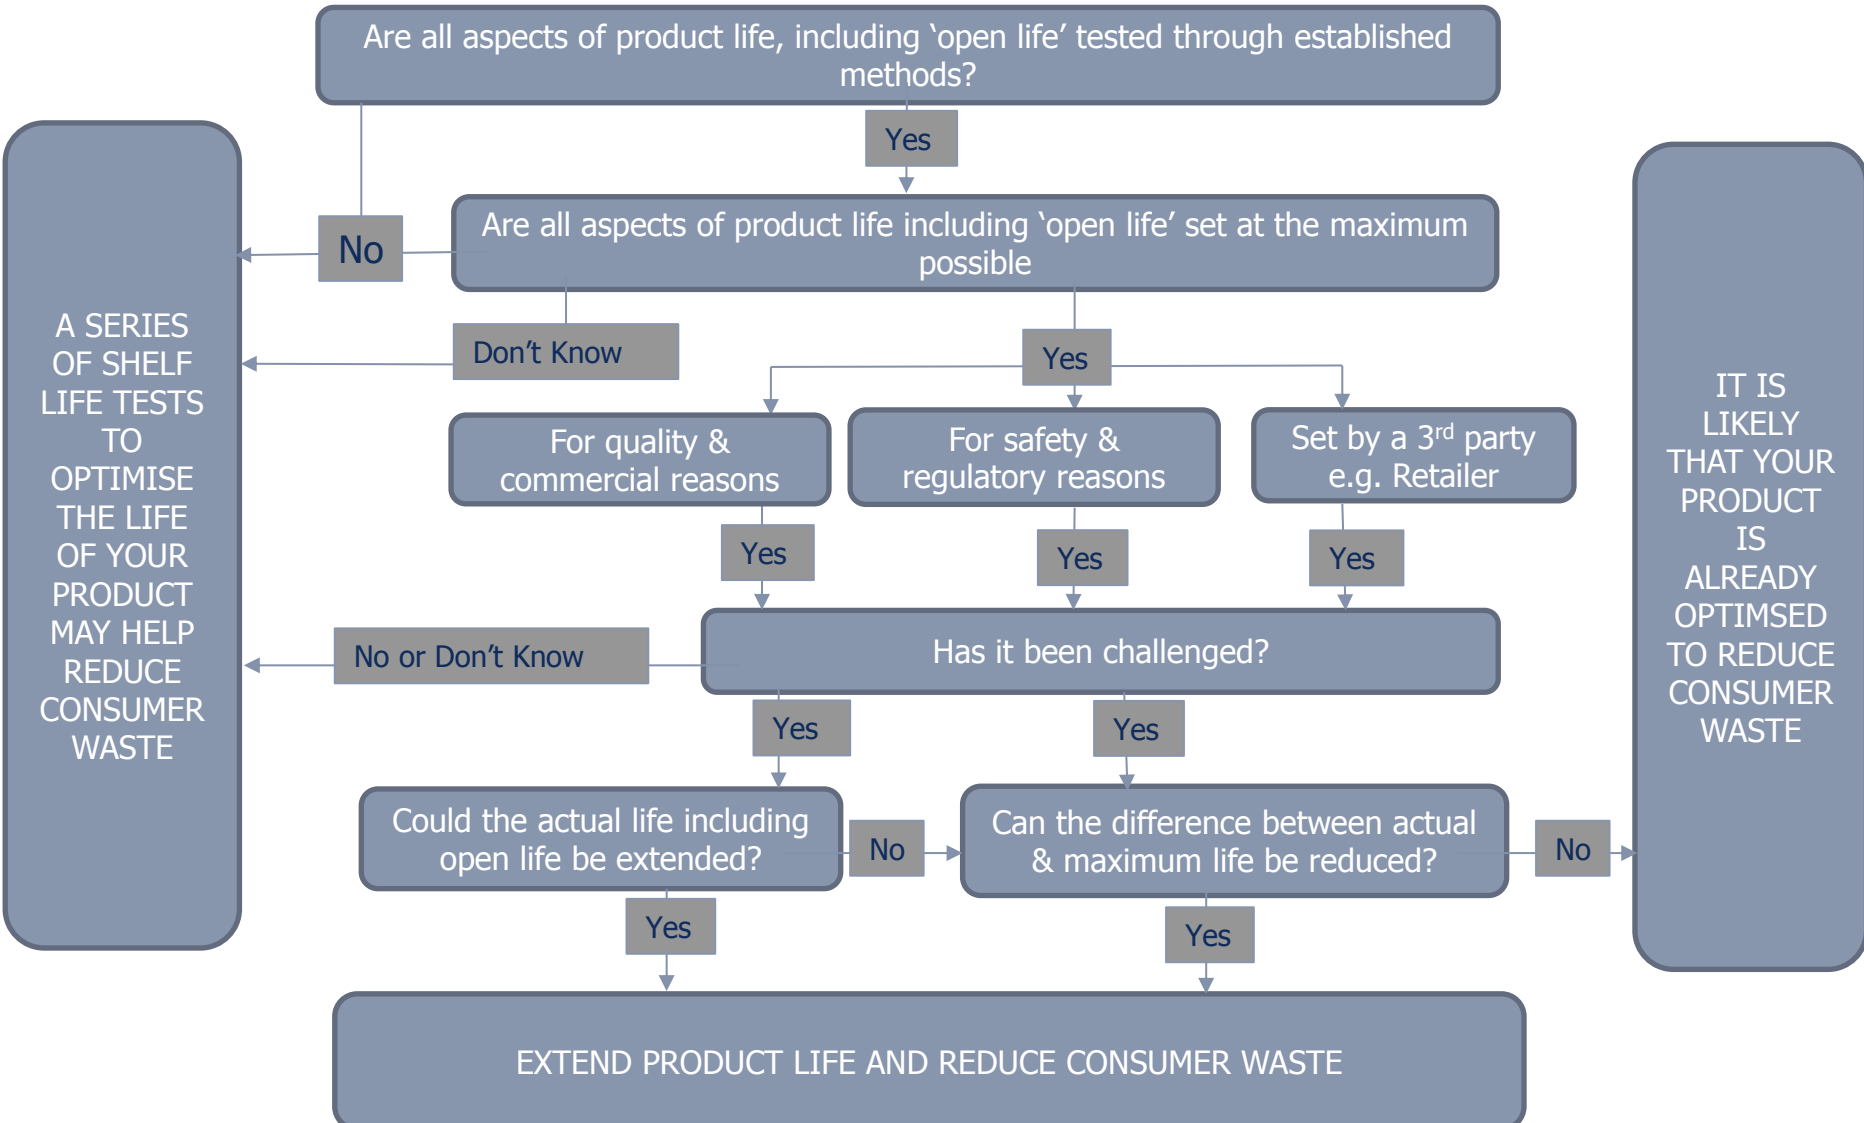 Are all aspects of product life, including ‘open life’ tested through established
methods?
Yes
Are all aspects of product life including ‘open life’ set at the maximum
possible
No
Don’t Know
Yes
A SERIES
OF SHELF
LIFE TESTS
TO
OPTIMISE
THE LIFE
OF YOUR
PRODUCT
MAY HELP
REDUCE
CONSUMER
WASTE
For quality &
commercial reasons
For safety &
regulatory reasons
Set by a 3rd party
e.g. Retailer
Yes
Yes
Yes
Has it been challenged?
No or Don’t Know
Yes
Yes
Could the actual life including
open life be extended?
No
Can the difference between actual
& maximum life be reduced?
No
IT IS
LIKELY
THAT YOUR
PRODUCT
IS
ALREADY
OPTIMSED
TO REDUCE
CONSUMER
WASTE
Yes
Yes
EXTEND PRODUCT LIFE AND REDUCE CONSUMER WASTE